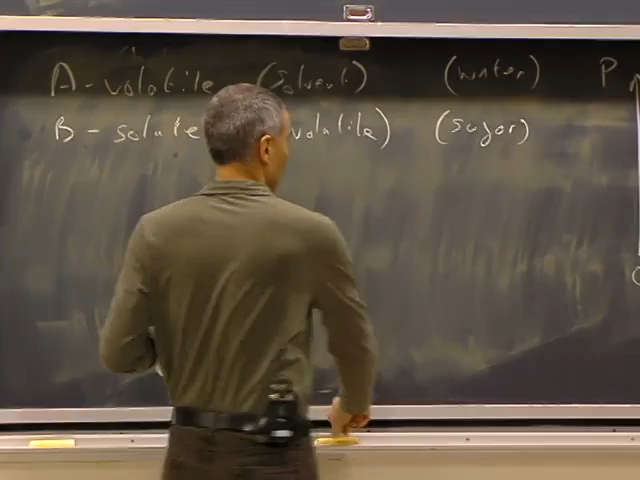 A - volatile (solvent) (water) P
B - solute volatile) (sugar)